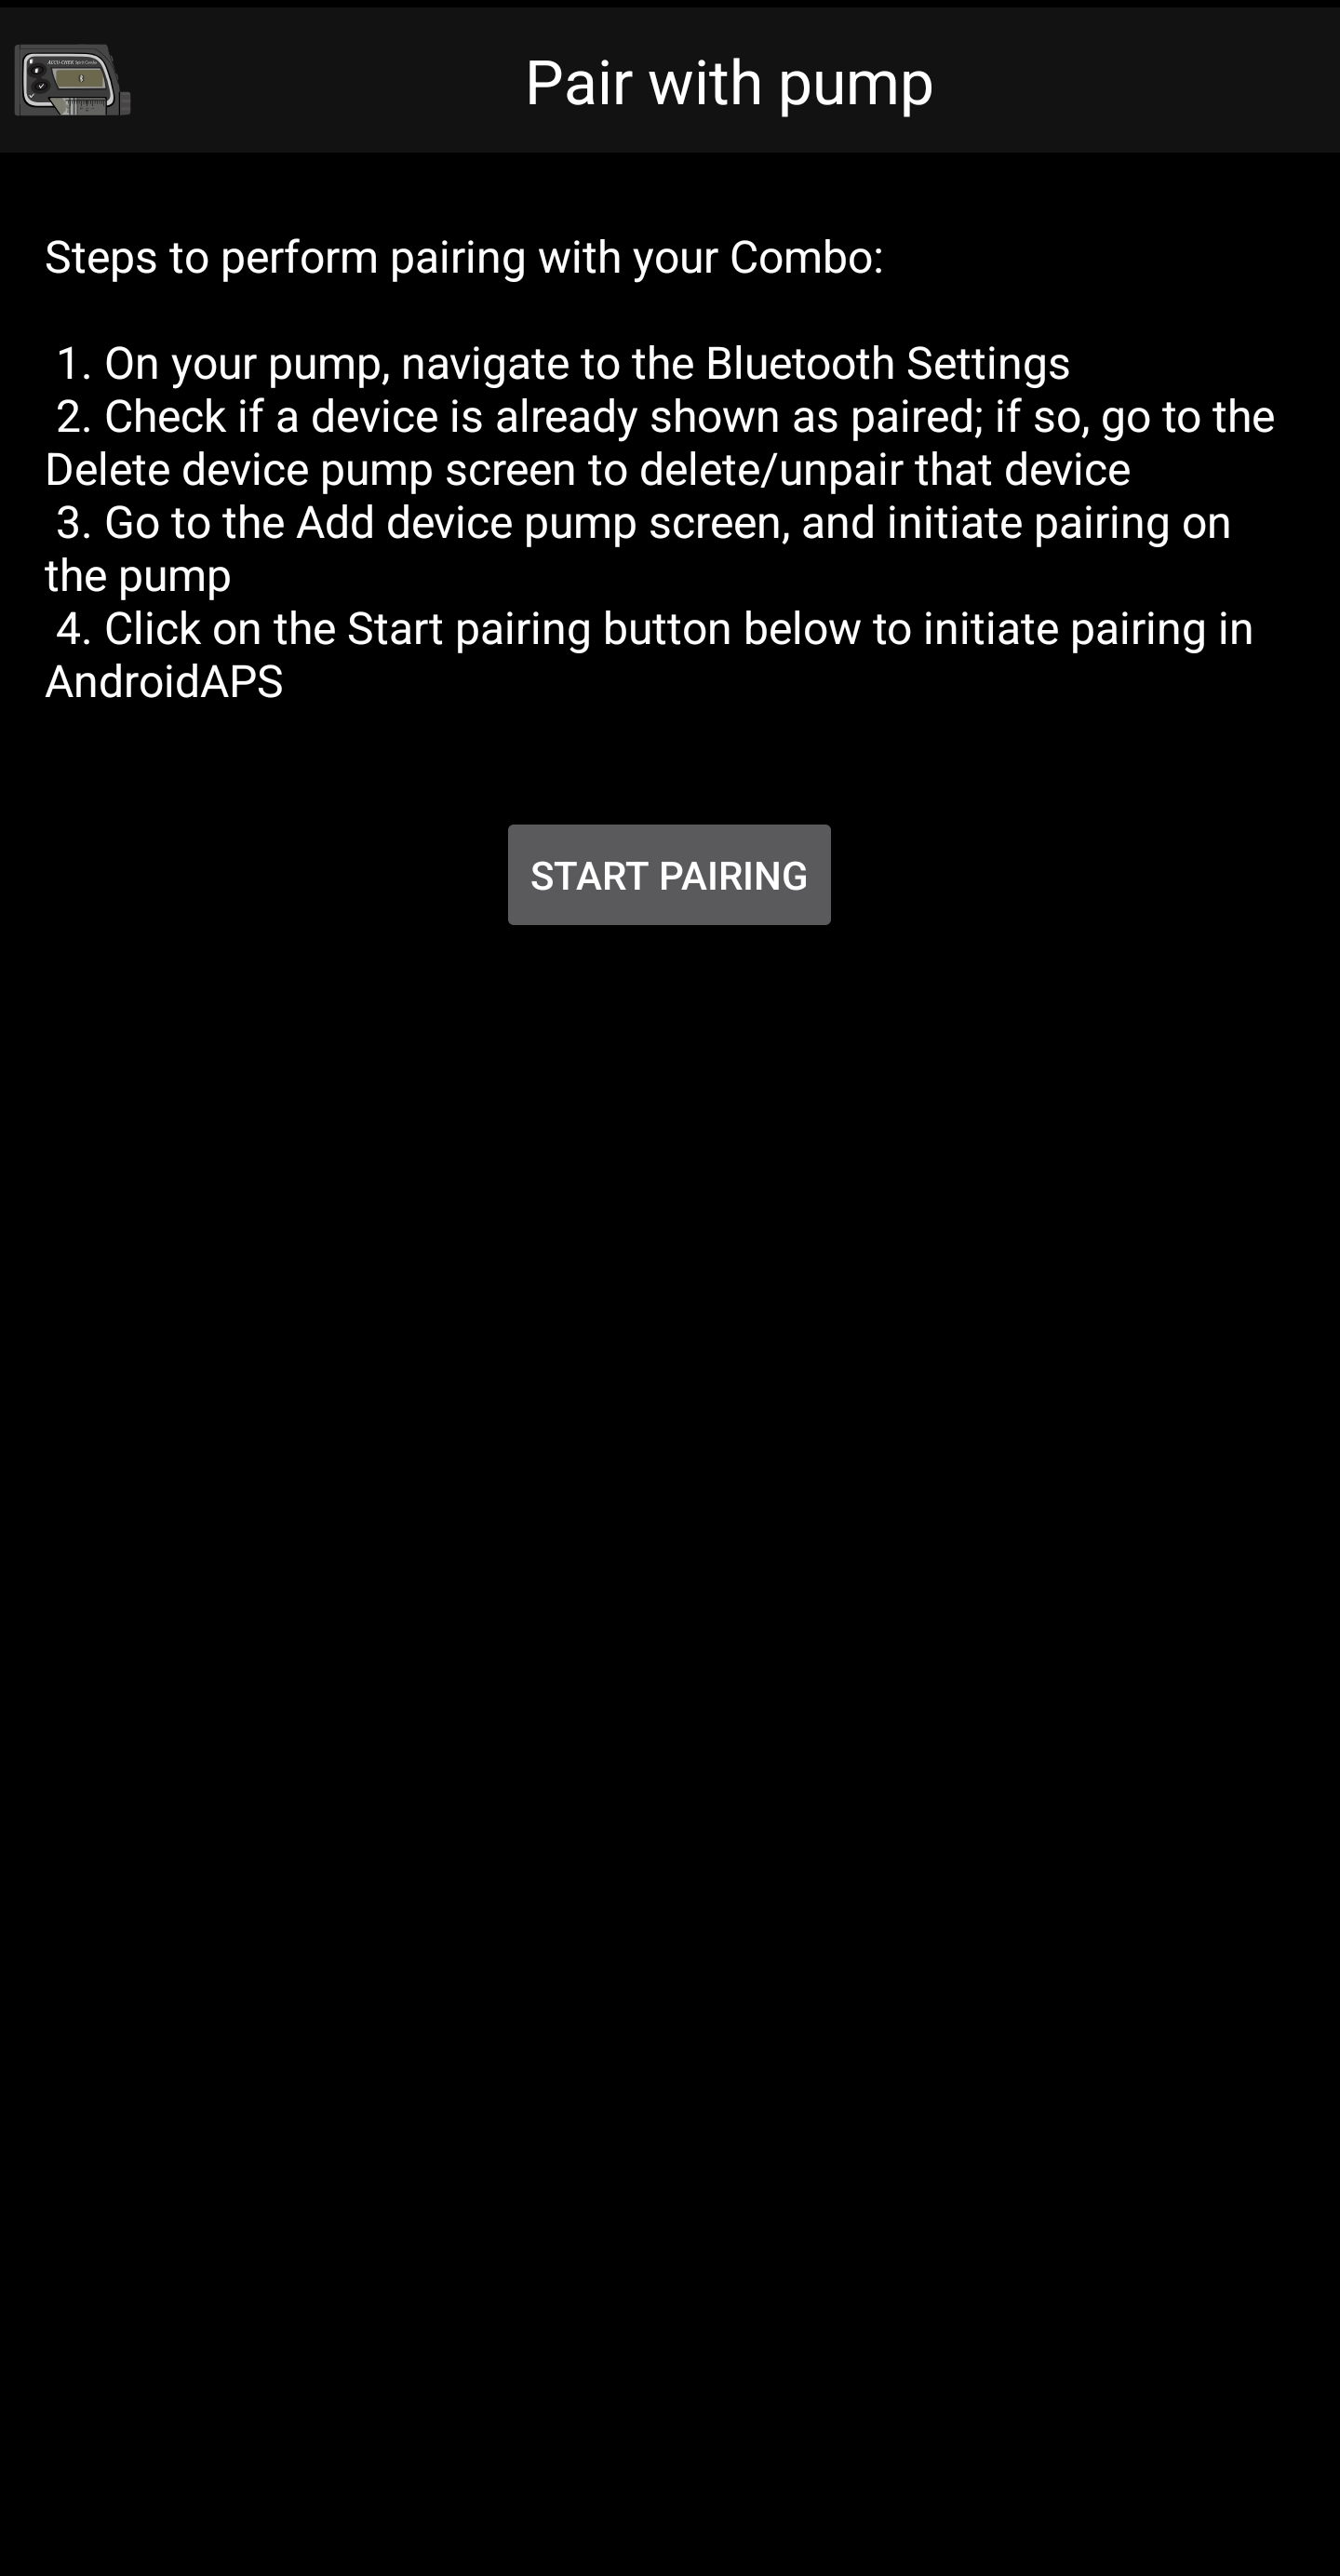 Pair with pump
Steps to perform pairing with your Combo:
1. On your pump, navigate to the Bluetooth Settings
2. Check if a device is already shown as paired; if so, go to the
Delete device pump screen to delete/unpair that device
3. Go to the Add device pump screen, and initiate pairing on
the pump
4. Click on the Start pairing button below to initiate pairing in
AndroidAPS
START PAIRING